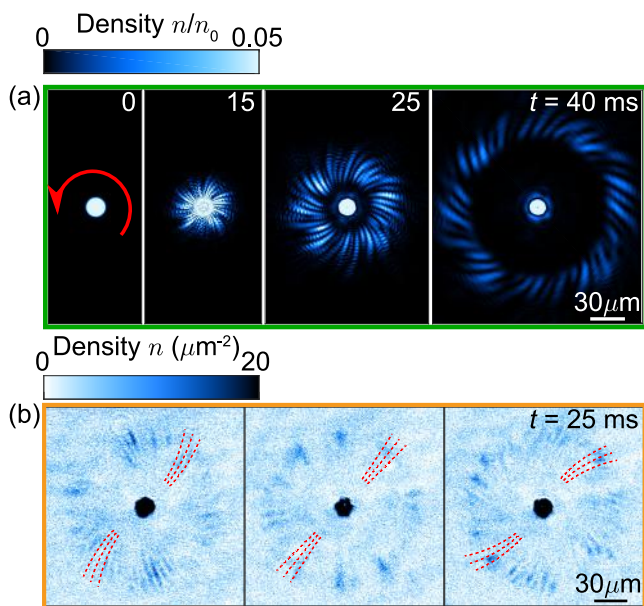 Density n/n₀
0 0.05
(a) 0 15 25 t = 40 ms
30μm
Density n (μm⁻²)
0 20
(b) t = 25 ms
30μm